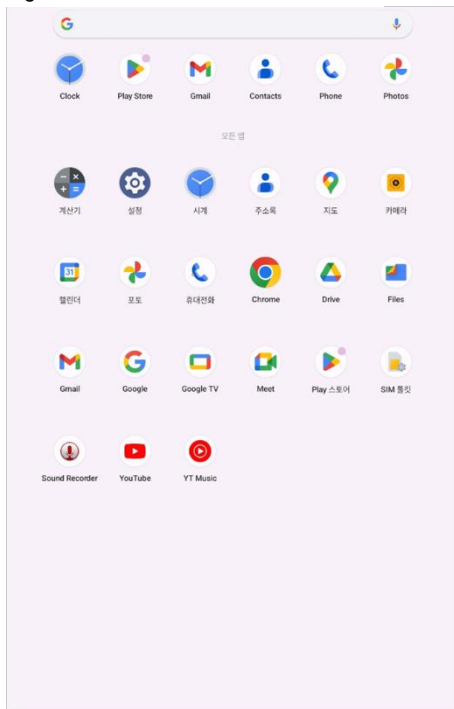 Clock Play Store Gmail Contacts Phone Photos
모든 앱
계산기 설정 시계 주소록 지도 카메라
캘린더 포토 휴대전화 Chrome Drive Files
Gmail Google Google TV Meet Play 스토어 SIM 툴킷
Sound Recorder YouTube YT Music